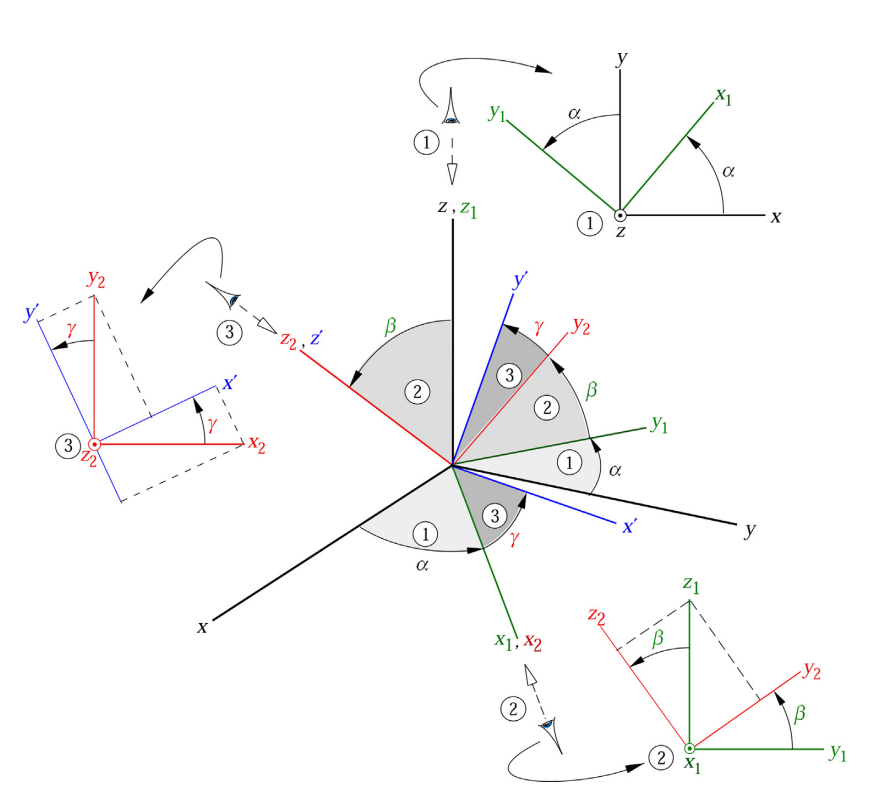 y
x₁
y₁
α
α
①
①
z
x
z , z₁
y′
y₂
γ
y₂
y′
γ
③
z₂ , z′
β
③
②
②
β
x′
γ
③
z₂
x₂
y₁
①
α
①
③
γ
x′
y
α
x
x₁, x₂
z₁
z₂
β
y₂
②
β
②
x₁
y₁